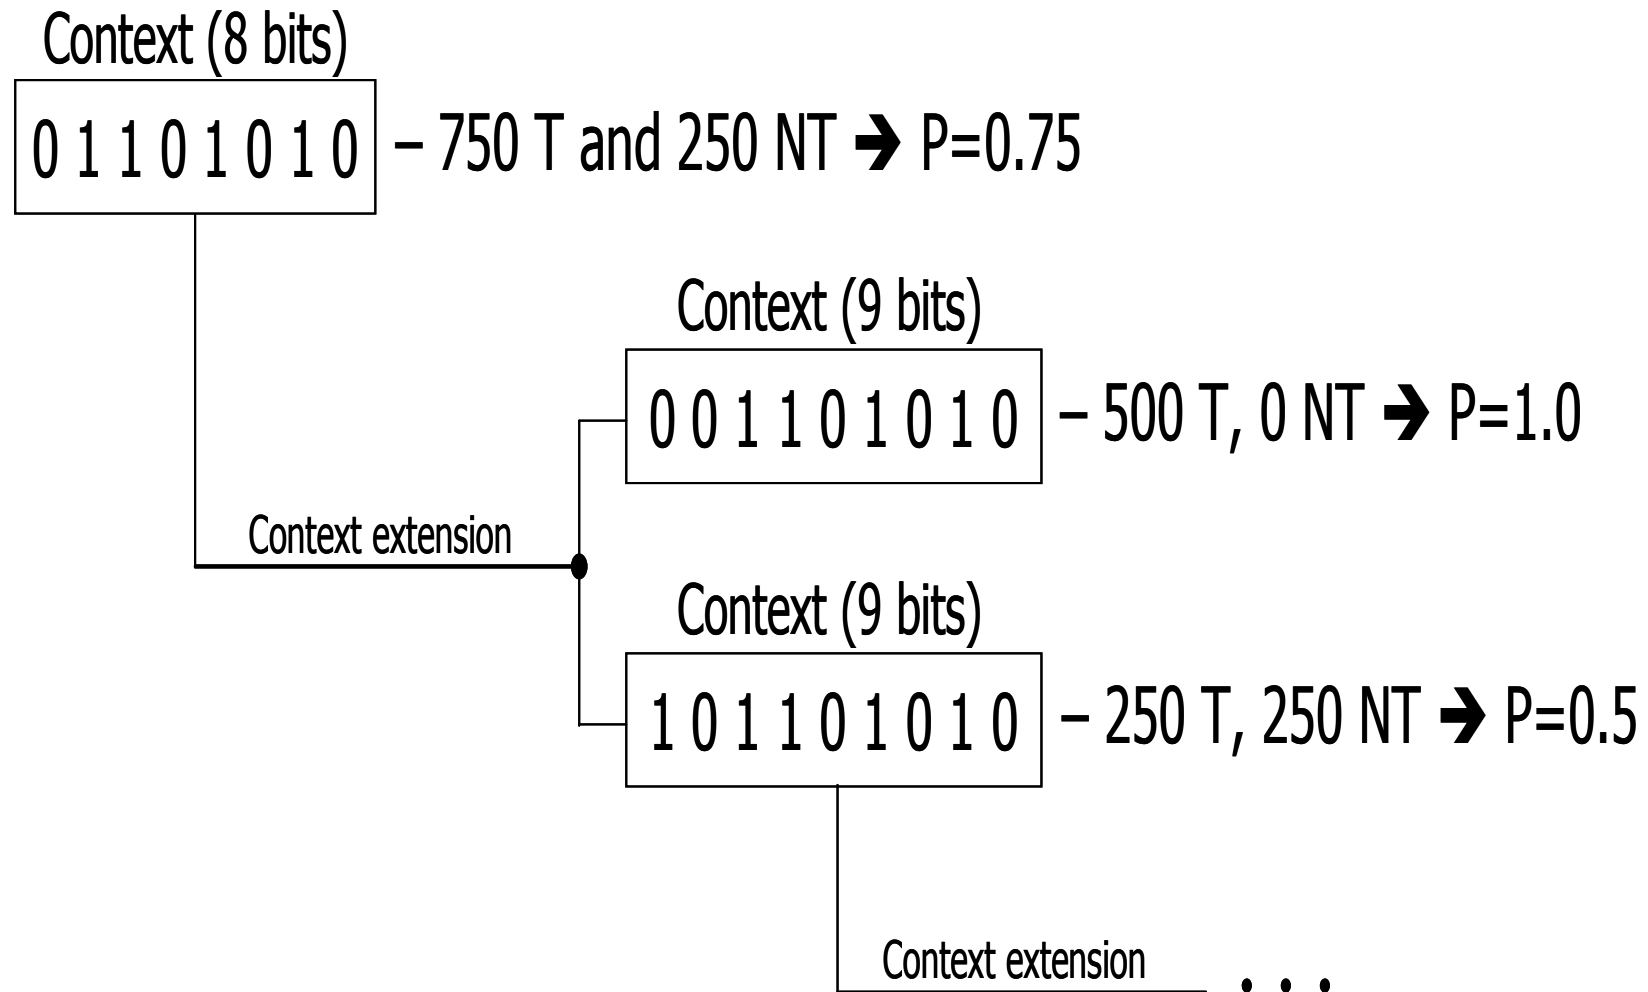 Context (8 bits)
0 1 1 0 1 0 1 0 – 750 T and 250 NT ➔ P=0.75
Context (9 bits)
0 0 1 1 0 1 0 1 0 – 500 T, 0 NT ➔ P=1.0
Context extension
Context (9 bits)
1 0 1 1 0 1 0 1 0 – 250 T, 250 NT ➔ P=0.5
Context extension . . .